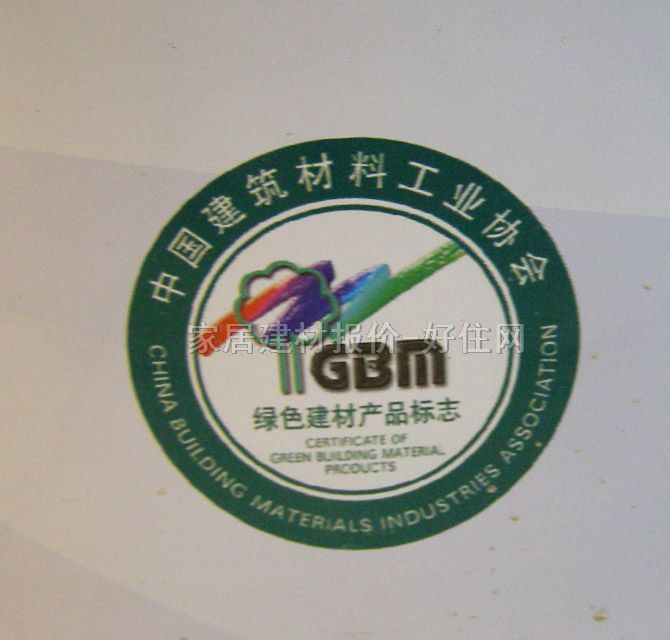 中国建筑材料工业协会
家居建材报价 好住网
GBM
绿色建材产品标志
CERTIFICATE OF
GREEN BUILDING MATERIAL
PRODUCTS
CHINA BUILDING MATERIALS INDUSTRIES ASSOCIATION